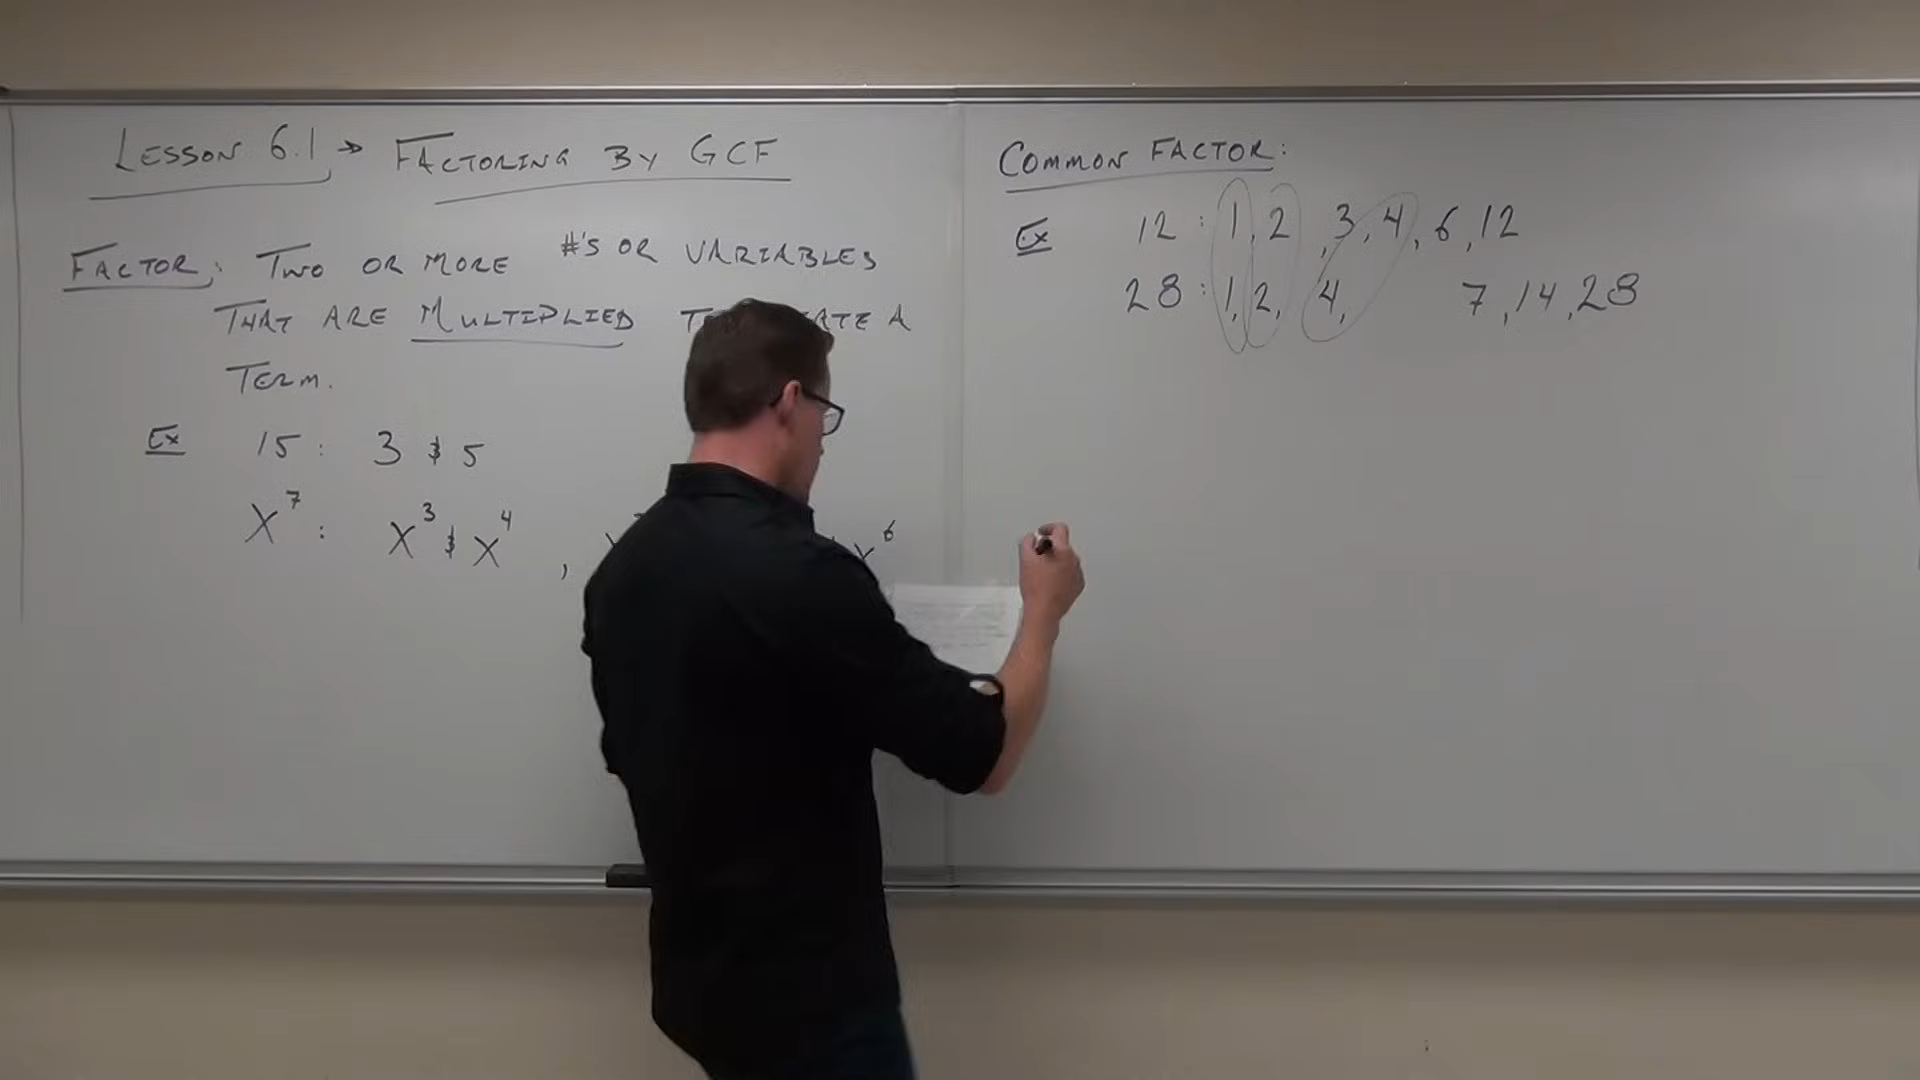 LESSON 6.1 → FACTORING BY GCF
FACTOR: TWO OR MORE #'S OR VARIABLES
THAT ARE MULTIPLIED A
TERM.
Ex 15: 3 & 5
X⁷: X³ & X⁴, X⁶
COMMON FACTOR:
Ex 12: 1, 2, 3, 4, 6, 12
28: 1, 2, 4, 7, 14, 28